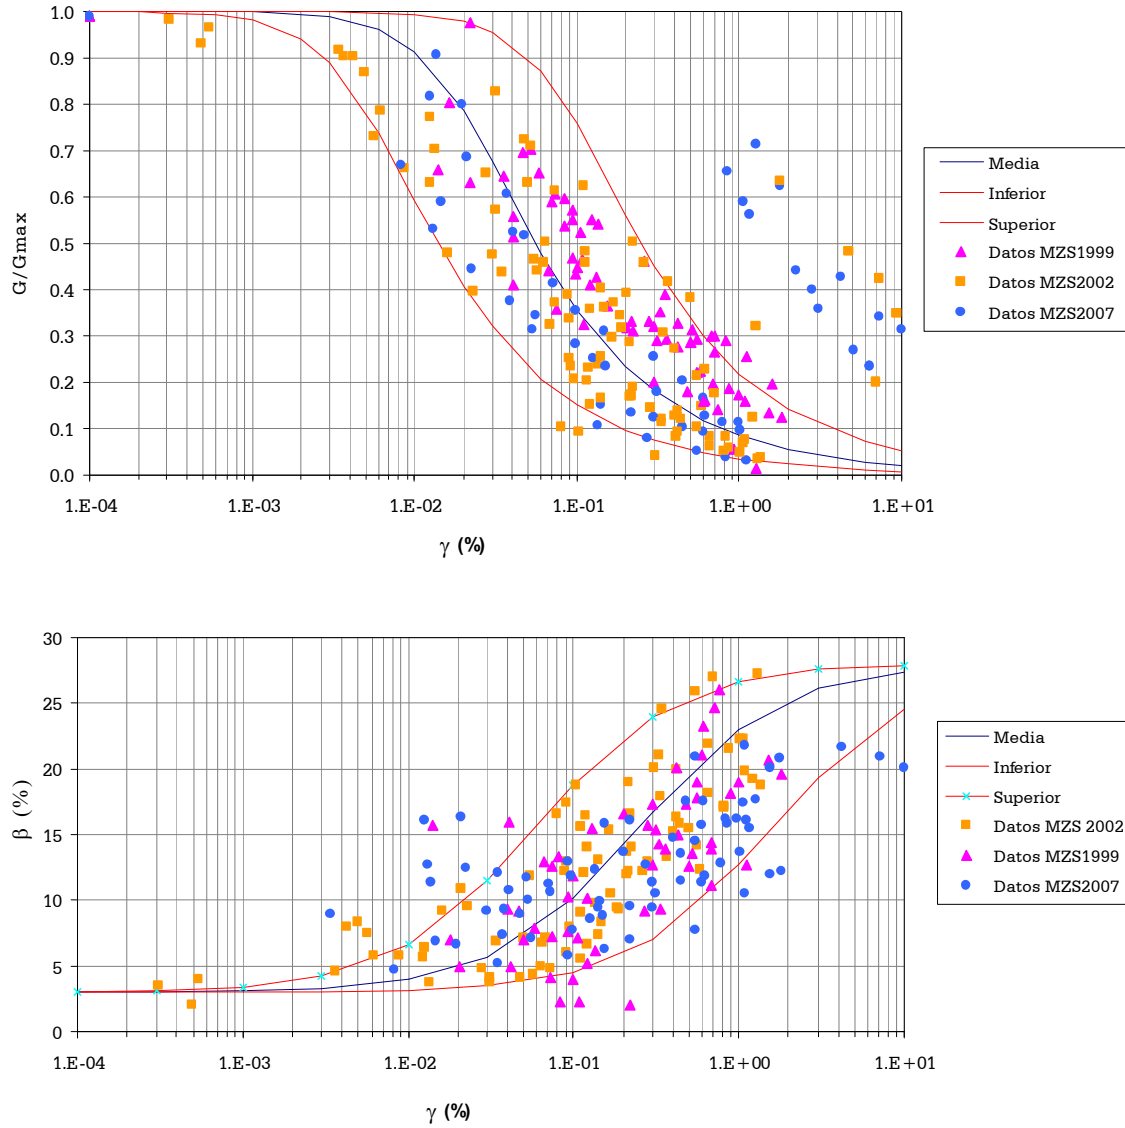 1.0
0.9
0.8
0.7
0.6
0.5
0.4
0.3
0.2
0.1
0.0
G/Gmax
1.E-04 1.E-03 1.E-02 1.E-01 1.E+00 1.E+01
γ (%)
Media
Inferior
Superior
Datos MZS1999
Datos MZS2002
Datos MZS2007
30
25
20
15
10
5
0
β (%)
1.E-04 1.E-03 1.E-02 1.E-01 1.E+00 1.E+01
γ (%)
Media
Inferior
Superior
Datos MZS 2002
Datos MZS1999
Datos MZS2007